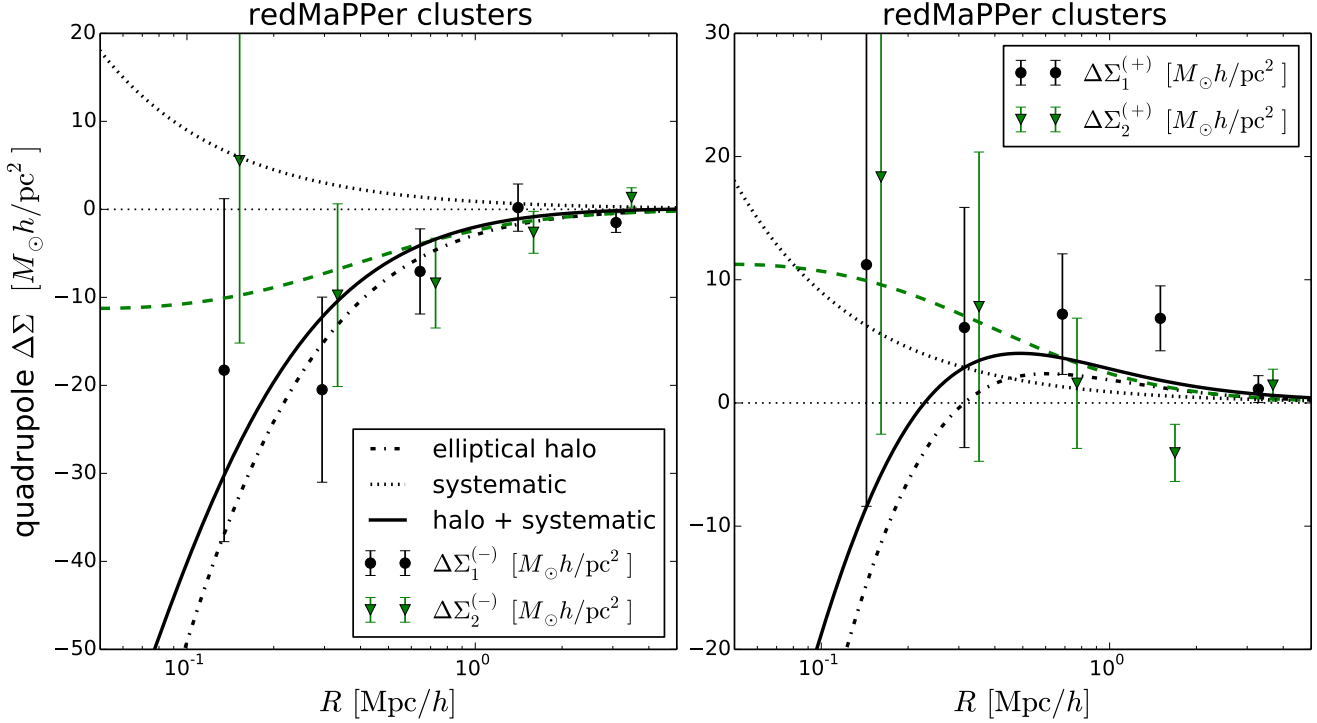 redMaPPer clusters
20
10
0
−10
−20
−30
−40
−50
quadrupole ΔΣ [M⊙h/pc²]
10⁻¹
10⁰
R [Mpc/h]
elliptical halo
systematic
halo + systematic
ΔΣ₁⁽⁻⁾ [M⊙h/pc²]
ΔΣ₂⁽⁻⁾ [M⊙h/pc²]
redMaPPer clusters
30
20
10
0
−10
−20
10⁻¹
10⁰
R [Mpc/h]
ΔΣ₁⁽⁺⁾ [M⊙h/pc²]
ΔΣ₂⁽⁺⁾ [M⊙h/pc²]